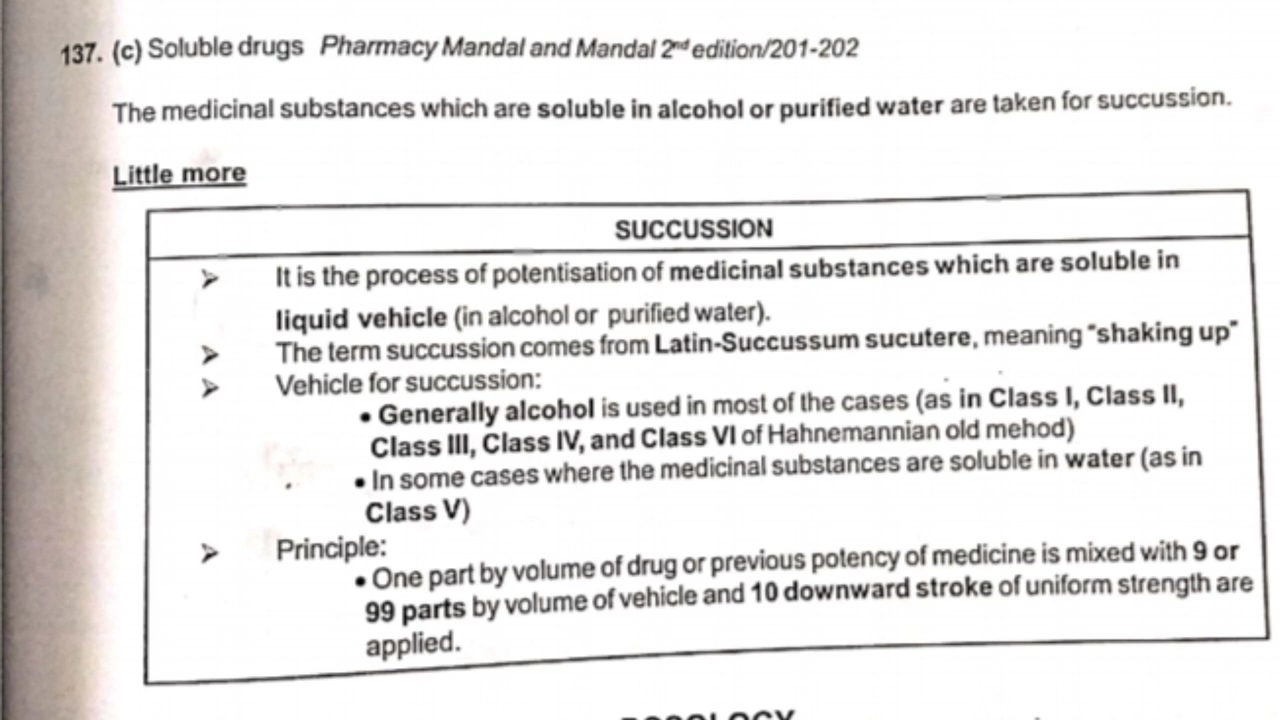 137. (c) Soluble drugs Pharmacy Mandal and Mandal 2nd edition/201-202
The medicinal substances which are soluble in alcohol or purified water are taken for succussion.
Little more
SUCCUSSION
➢ It is the process of potentisation of medicinal substances which are soluble in
liquid vehicle (in alcohol or purified water).
➢ The term succussion comes from Latin-Succussum sucutere, meaning "shaking up"
➢ Vehicle for succussion:
• Generally alcohol is used in most of the cases (as in Class I, Class II,
Class III, Class IV, and Class VI of Hahnemannian old mehod)
• In some cases where the medicinal substances are soluble in water (as in
Class V)
➢ Principle:
• One part by volume of drug or previous potency of medicine is mixed with 9 or
99 parts by volume of vehicle and 10 downward stroke of uniform strength are
applied.